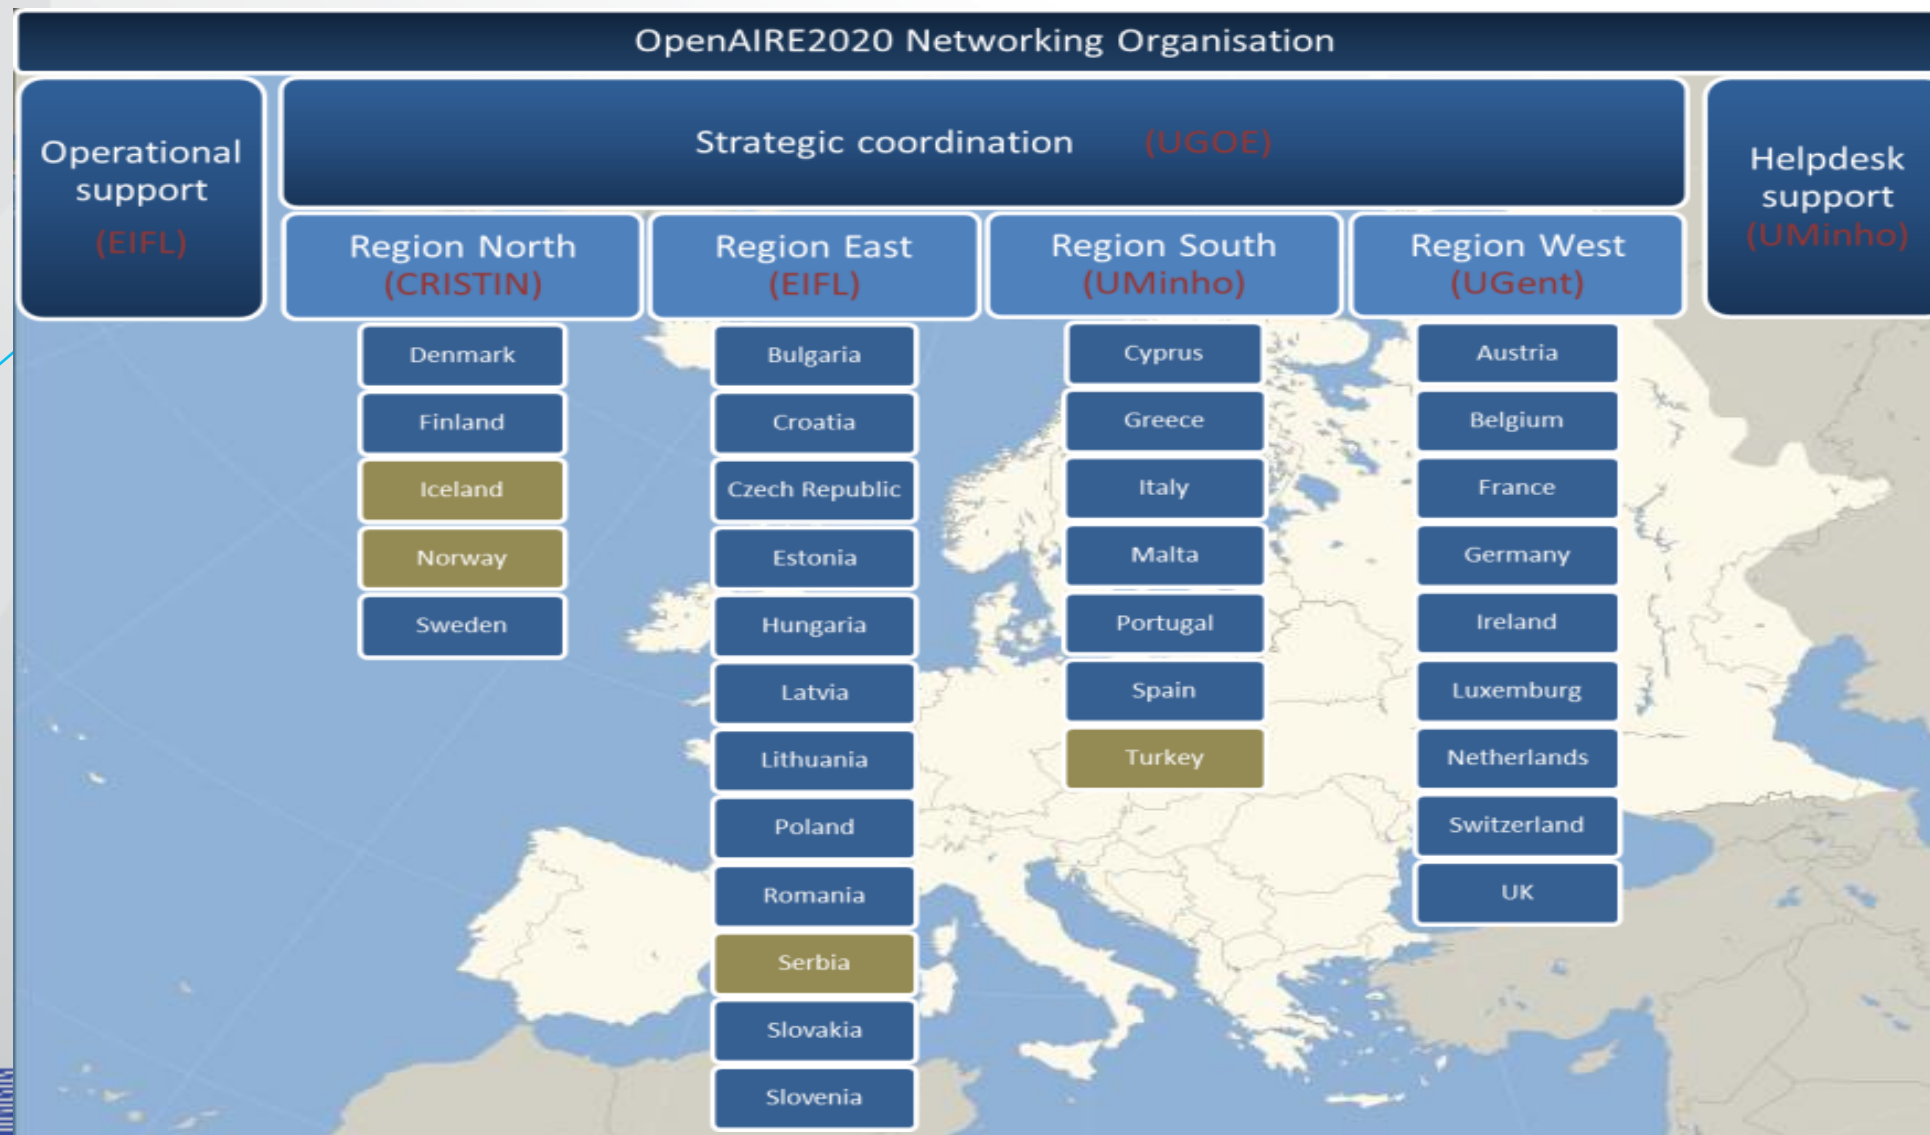 OpenAIRE2020 Networking Organisation
Operational
support
(EIFL)
Strategic coordination (UGOE)
Helpdesk
support
(UMinho)
Region North
(CRISTIN)
Denmark
Finland
Iceland
Norway
Sweden
Region East
(EIFL)
Bulgaria
Croatia
Czech Republic
Estonia
Hungaria
Latvia
Lithuania
Poland
Romania
Serbia
Slovakia
Slovenia
Region South
(UMinho)
Cyprus
Greece
Italy
Malta
Portugal
Spain
Turkey
Region West
(UGent)
Austria
Belgium
France
Germany
Ireland
Luxemburg
Netherlands
Switzerland
UK